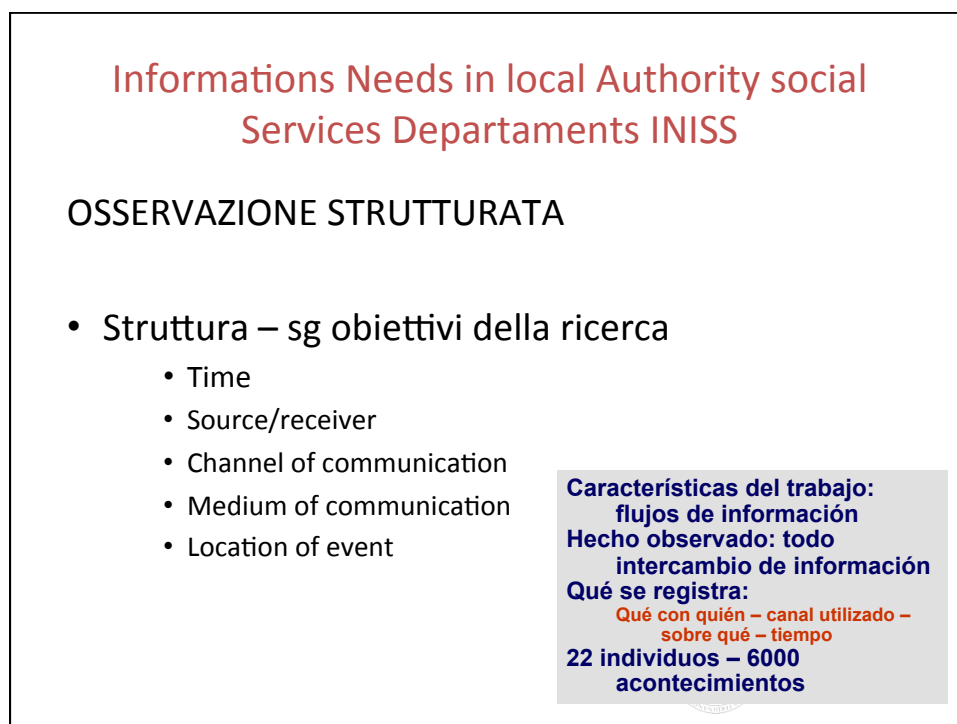 Informations Needs in local Authority social
Services Departaments INISS
OSSERVAZIONE STRUTTURATA
• Struttura – sg obiettivi della ricerca
• Time
• Source/receiver
• Channel of communication
• Medium of communication
• Location of event
Características del trabajo:
flujos de información
Hecho observado: todo
intercambio de información
Qué se registra:
Qué con quién – canal utilizado –
sobre qué – tiempo
22 individuos – 6000
acontecimientos